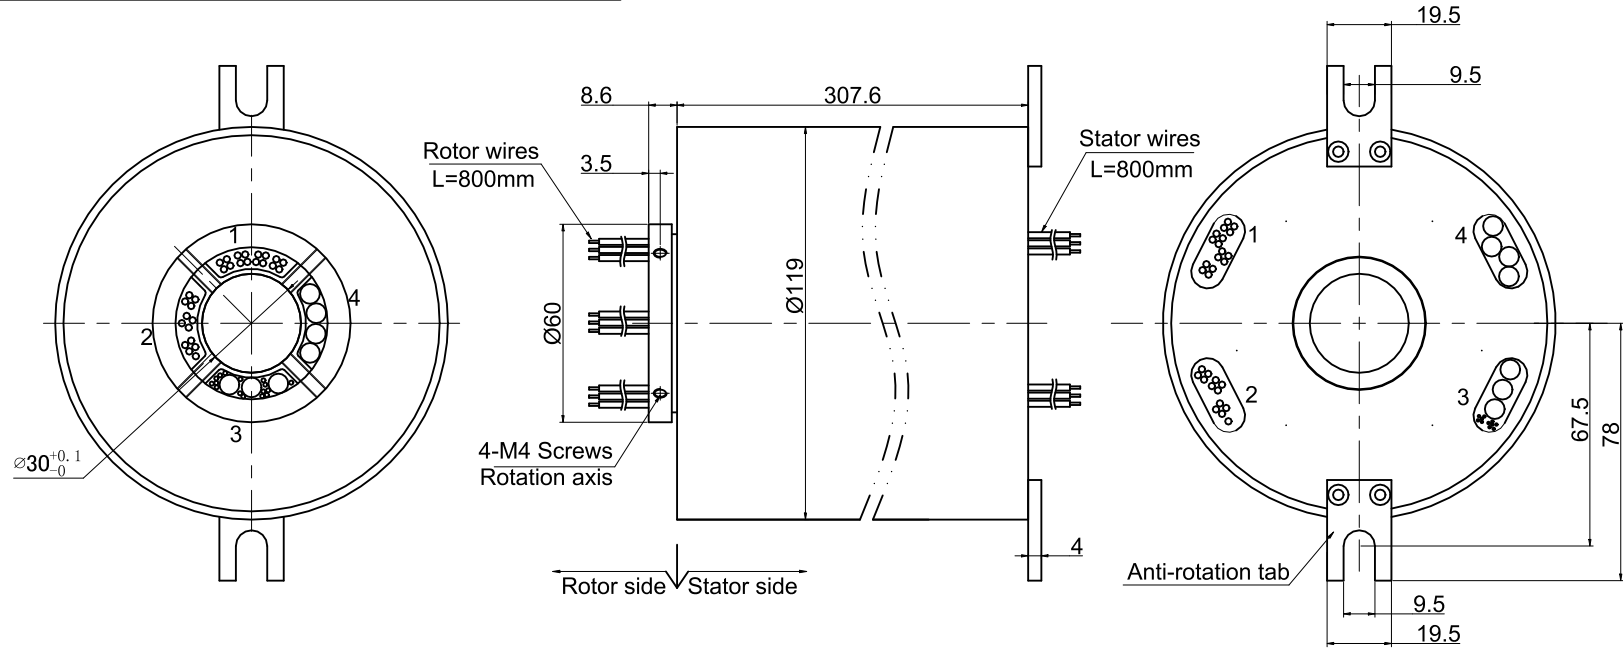 1
2
3
4
⌀30+0.1 -0
8.6
307.6
Rotor wires
L=800mm
3.5
Stator wires
L=800mm
Ø60
Ø119
4-M4 Screws
Rotation axis
4
Rotor side
Stator side
19.5
9.5
1
4
2
3
67.5
78
Anti-rotation tab
9.5
19.5